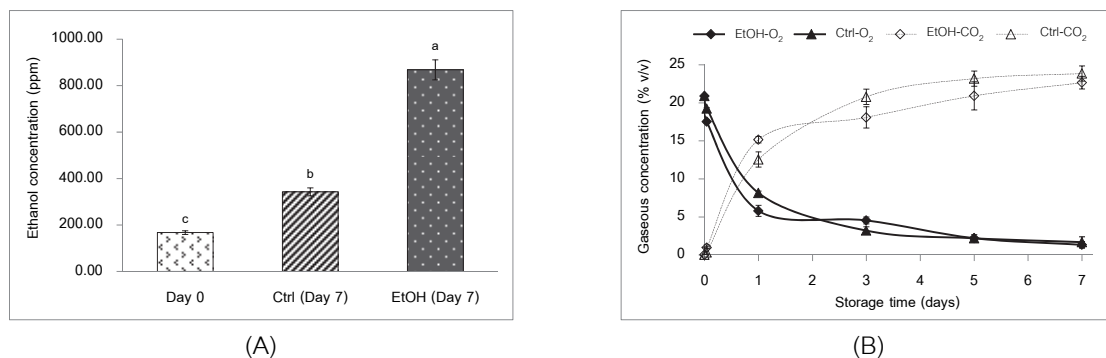 1000.00
800.00
600.00
400.00
200.00
0.00
Ethanol concentration (ppm)
c
b
a
Day 0
Ctrl (Day 7)
EtOH (Day 7)
(A)
EtOH-O₂
Ctrl-O₂
EtOH-CO₂
Ctrl-CO₂
25
20
15
10
5
0
Gaseous concentration (% v/v)
0 1 2 3 4 5 6 7
Storage time (days)
(B)